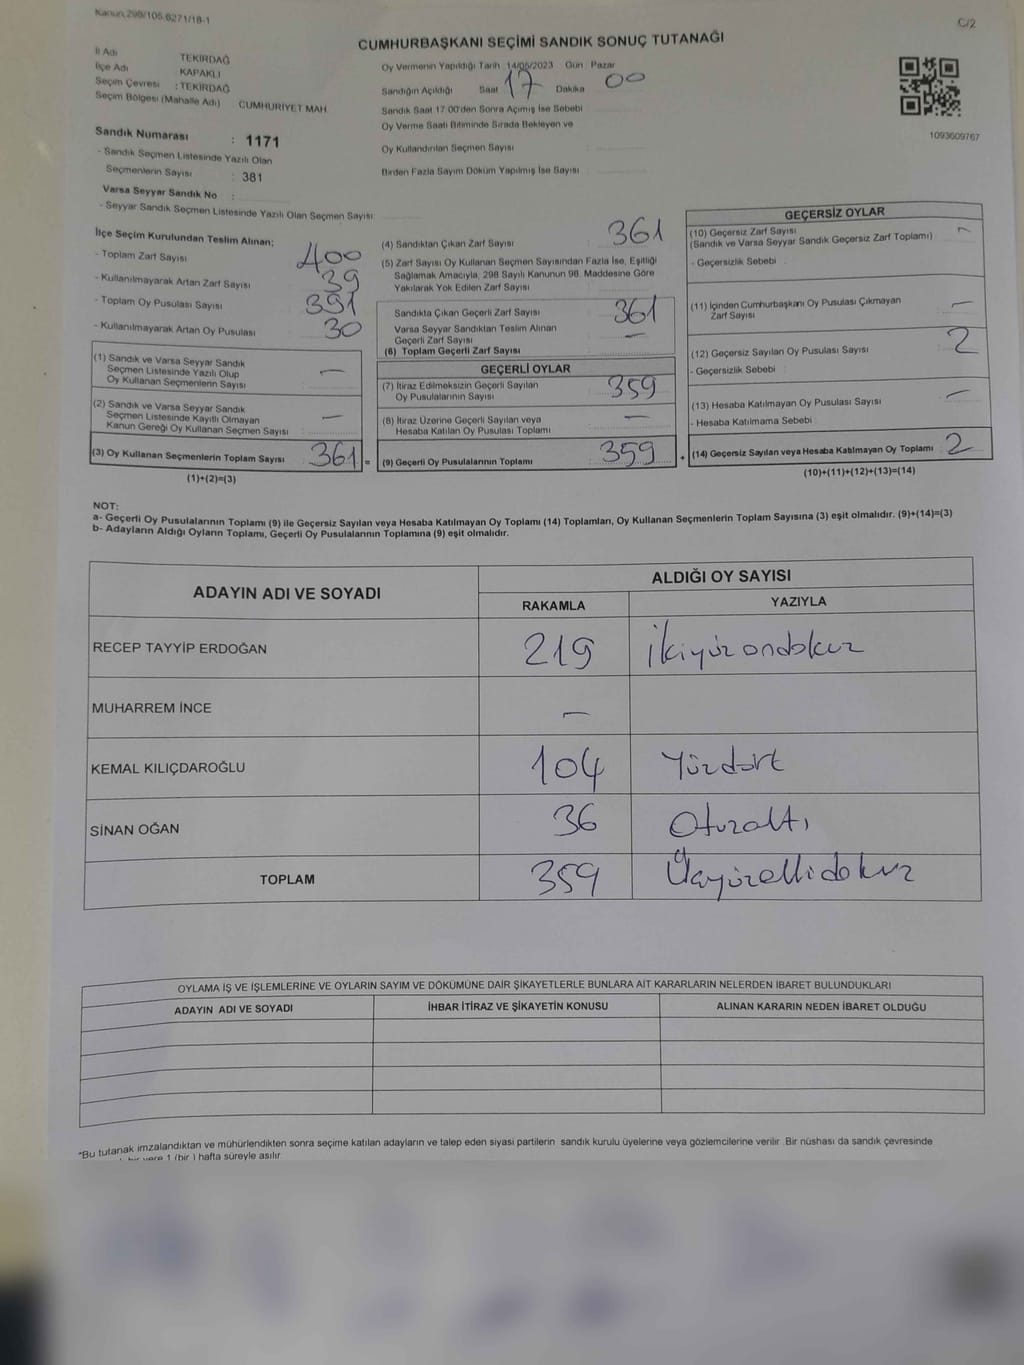 Kanun 298/105.6271/18-1
C/2
CUMHURBAŞKANI SEÇİMİ SANDIK SONUÇ TUTANAĞI
İl Adı TEKİRDAĞ
İlçe Adı KAPAKLI
Seçim Çevresi : TEKİRDAĞ
Seçim Bölgesi (Mahalle Adı) CUMHURİYET MAH
Sandık Numarası : 1171
- Sandık Seçmen Listesinde Yazılı Olan
Seçmenlerin Sayısı : 381
Varsa Seyyar Sandık No :
- Seyyar Sandık Seçmen Listesinde Yazılı Olan Seçmen Sayısı:
Oy Vermenin Yapıldığı Tarih 14/05/2023 Gün Pazar
Sandığın Açıldığı Saat 17 Dakika 00
Sandık Saat 17:00'den Sonra Açımış İse Sebebi
Oy Verme Saati Bitiminde Sırada Bekleyen ve
Oy Kullandırılan Seçmen Sayısı :
Birden Fazla Sayım Döküm Yapılmış İse Sayısı :
1093609767
İlçe Seçim Kurulundan Teslim Alınan;
- Toplam Zarf Sayısı 400
- Kullanılmayarak Artan Zarf Sayısı 39
- Toplam Oy Pusulası Sayısı 391
- Kullanılmayarak Artan Oy Pusulası 30
(1) Sandık ve Varsa Seyyar Sandık
Seçmen Listesinde Yazılı Olup
Oy Kullanan Seçmenlerin Sayısı : —
(2) Sandık ve Varsa Seyyar Sandık
Seçmen Listesinde Kayıtlı Olmayan
Kanun Gereği Oy Kullanan Seçmen Sayısı : —
(3) Oy Kullanan Seçmenlerin Toplam Sayısı : 361 =
(1)+(2)=(3)
(4) Sandıktan Çıkan Zarf Sayısı : 361
(5) Zarf Sayısı Oy Kullanan Seçmen Sayısından Fazla İse, Eşitliği
Sağlamak Amacıyla, 298 Sayılı Kanunun 98. Maddesine Göre
Yakılarak Yok Edilen Zarf Sayısı :
Sandıkta Çıkan Geçerli Zarf Sayısı : 361
Varsa Seyyar Sandıktan Teslim Alınan
Geçerli Zarf Sayısı : —
(6) Toplam Geçerli Zarf Sayısı :
GEÇERLİ OYLAR
(7) İtiraz Edilmeksizin Geçerli Sayılan
Oy Pusulalarının Sayısı : 359
(8) İtiraz Üzerine Geçerli Sayılan veya
Hesaba Katılan Oy Pusulası Toplamı : —
(9) Geçerli Oy Pusulalarının Toplamı : 359 +
GEÇERSİZ OYLAR
(10) Geçersiz Zarf Sayısı : —
(Sandık ve Varsa Seyyar Sandık Geçersiz Zarf Toplamı)
- Geçersizlik Sebebi :
(11) İçinden Cumhurbaşkanı Oy Pusulası Çıkmayan
Zarf Sayısı : —
(12) Geçersiz Sayılan Oy Pusulası Sayısı : 2
- Geçersizlik Sebebi :
(13) Hesaba Katılmayan Oy Pusulası Sayısı : —
- Hesaba Katılmama Sebebi :
(14) Geçersiz Sayılan veya Hesaba Katılmayan Oy Toplamı : 2
(10)+(11)+(12)+(13)=(14)
NOT:
a- Geçerli Oy Pusulalarının Toplamı (9) ile Geçersiz Sayılan veya Hesaba Katılmayan Oy Toplamı (14) Toplamları, Oy Kullanan Seçmenlerin Toplam Sayısına (3) eşit olmalıdır. (9)+(14)=(3)
b- Adayların Aldığı Oyların Toplamı, Geçerli Oy Pusulalarının Toplamına (9) eşit olmalıdır.
ADAYIN ADI VE SOYADI ALDIĞI OY SAYISI
RAKAMLA YAZIYLA
RECEP TAYYİP ERDOĞAN 219 İkiyüzondokuz
MUHARREM İNCE —
KEMAL KILIÇDAROĞLU 104 Yüzdört
SİNAN OĞAN 36 Otuzaltı
TOPLAM 359 Üçyüzellidokuz
OYLAMA İŞ VE İŞLEMLERİNE VE OYLARIN SAYIM VE DÖKÜMÜNE DAİR ŞİKAYETLERLE BUNLARA AİT KARARLARIN NELERDEN İBARET BULUNDUKLARI
ADAYIN ADI VE SOYADI İHBAR İTİRAZ VE ŞİKAYETİN KONUSU ALINAN KARARIN NEDEN İBARET OLDUĞU
*Bu tutanak imzalandıktan ve mühürlendikten sonra seçime katılan adayların ve talep eden siyasi partilerin sandık kurulu üyelerine veya gözlemcilerine verilir. Bir nüshası da sandık çevresinde
bir yere 1 (bir ) hafta süreyle asılır